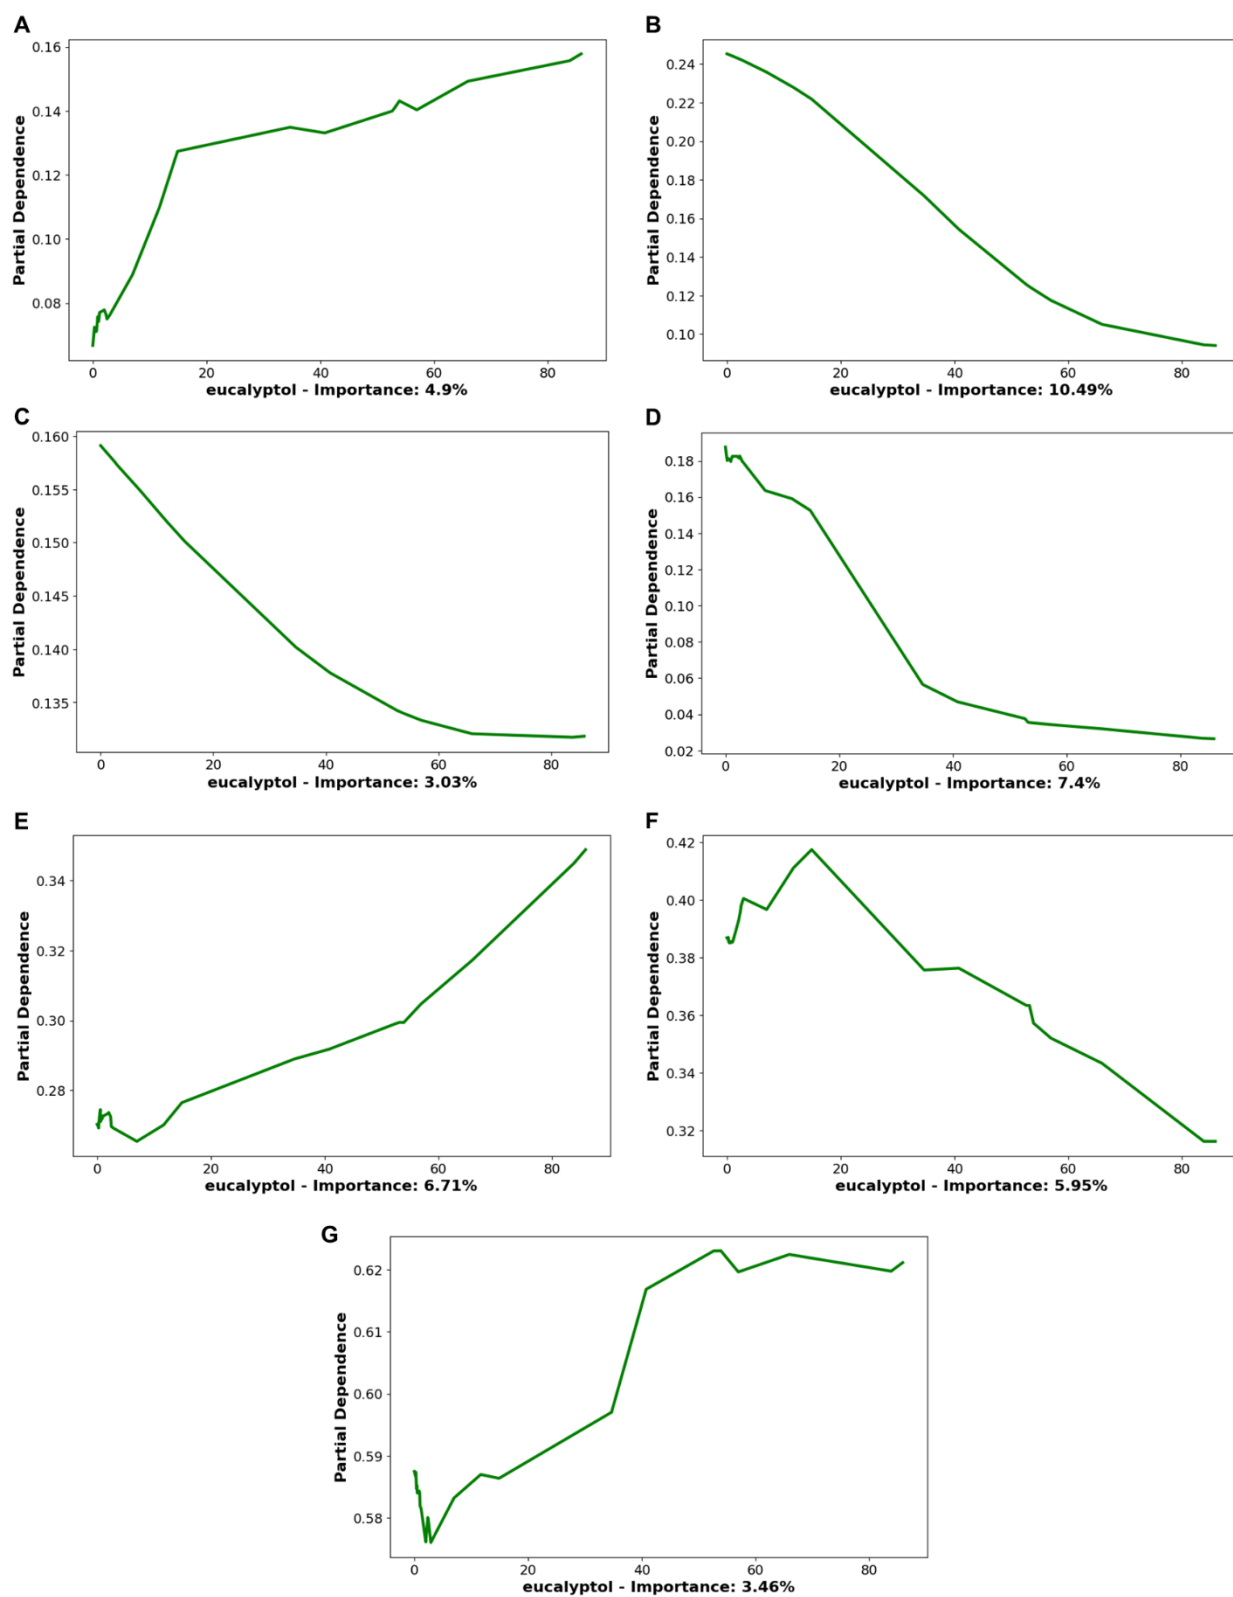 A
0.16
0.14
0.12
0.10
0.08
Partial Dependence
0 20 40 60 80
eucalyptol - Importance: 4.9%
B
0.24
0.22
0.20
0.18
0.16
0.14
0.12
0.10
Partial Dependence
0 20 40 60 80
eucalyptol - Importance: 10.49%
C
0.160
0.155
0.150
0.145
0.140
0.135
Partial Dependence
0 20 40 60 80
eucalyptol - Importance: 3.03%
D
0.18
0.16
0.14
0.12
0.10
0.08
0.06
0.04
0.02
Partial Dependence
0 20 40 60 80
eucalyptol - Importance: 7.4%
E
0.34
0.32
0.30
0.28
Partial Dependence
0 20 40 60 80
eucalyptol - Importance: 6.71%
F
0.42
0.40
0.38
0.36
0.34
0.32
Partial Dependence
0 20 40 60 80
eucalyptol - Importance: 5.95%
G
0.62
0.61
0.60
0.59
0.58
Partial Dependence
0 20 40 60 80
eucalyptol - Importance: 3.46%